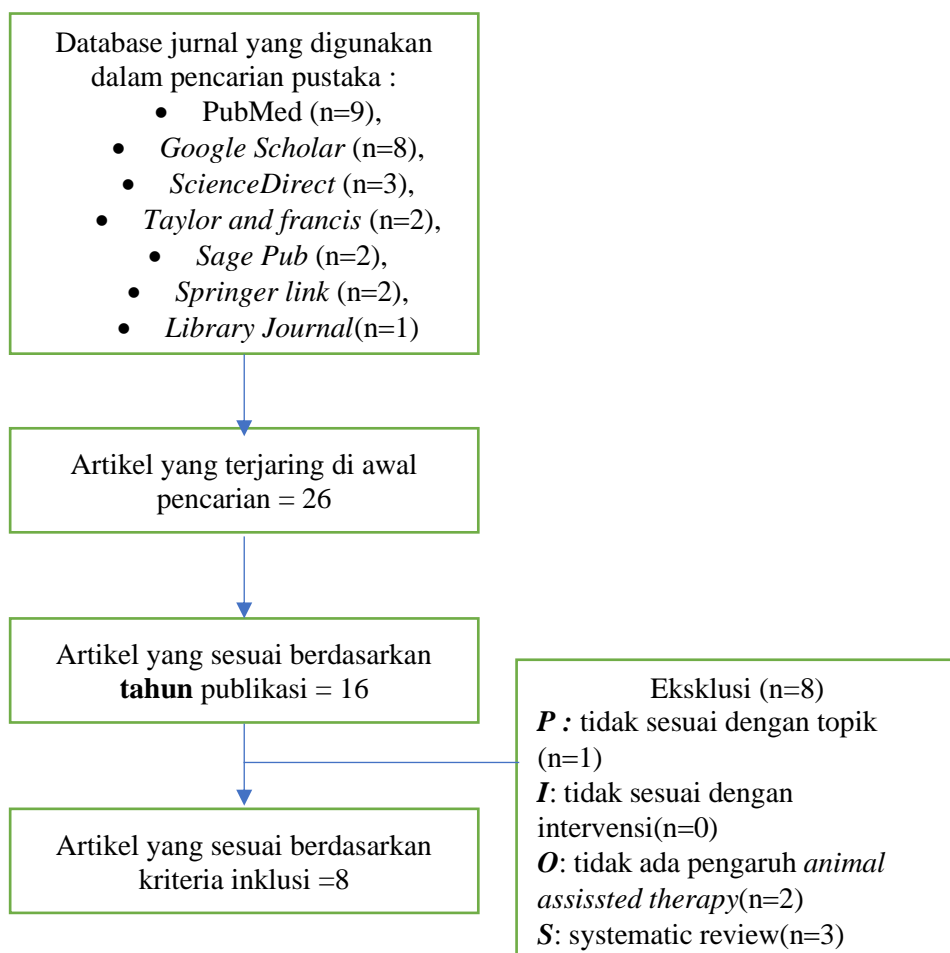 Database jurnal yang digunakan
dalam pencarian pustaka :
• PubMed (n=9),
• Google Scholar (n=8),
• ScienceDirect (n=3),
• Taylor and francis (n=2),
• Sage Pub (n=2),
• Springer link (n=2),
• Library Journal(n=1)
Artikel yang terjaring di awal
pencarian = 26
Artikel yang sesuai berdasarkan
tahun publikasi = 16
Eksklusi (n=8)
P : tidak sesuai dengan topik
(n=1)
I: tidak sesuai dengan
intervensi(n=0)
O: tidak ada pengaruh animal
assissted therapy(n=2)
S: systematic review(n=3)
Artikel yang sesuai berdasarkan
kriteria inklusi =8